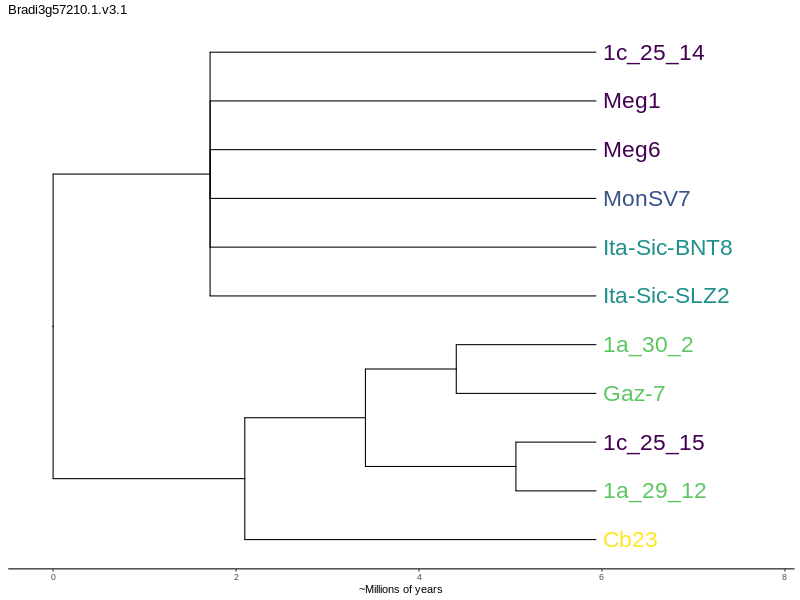 Bradi3g57210.1.v3.1
1c_25_14
Meg1
Meg6
MonSV7
Ita-Sic-BNT8
Ita-Sic-SLZ2
1a_30_2
Gaz-7
1c_25_15
1a_29_12
Cb23
0 2 4 6 8
~Millions of years